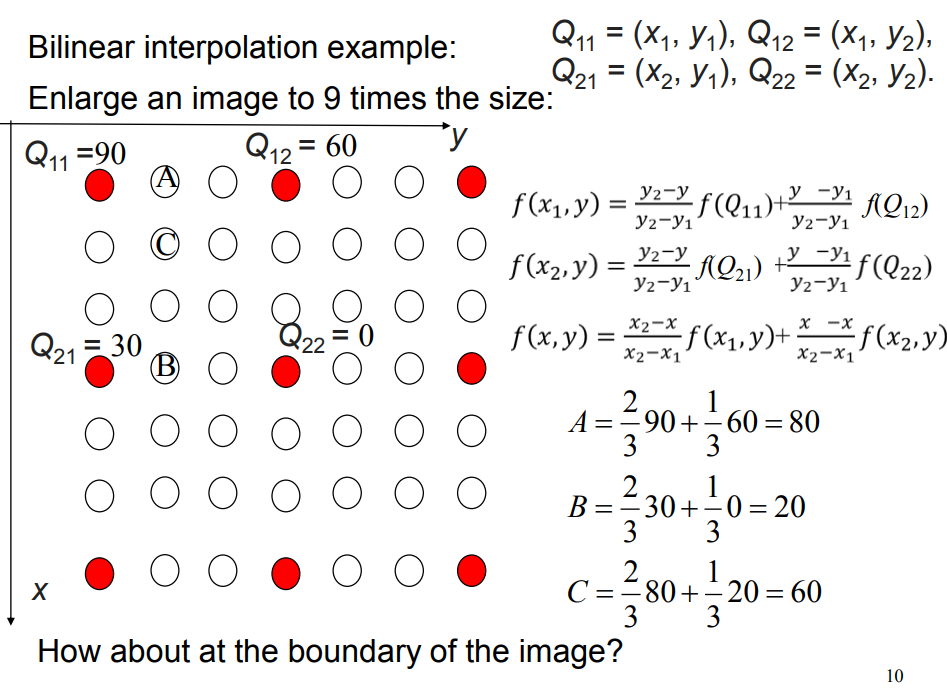 Bilinear interpolation example:
Enlarge an image to 9 times the size:
Q₁₁ = (x₁, y₁), Q₁₂ = (x₁, y₂),
Q₂₁ = (x₂, y₁), Q₂₂ = (x₂, y₂).
y
Q₁₁ =90
Q₁₂ = 60
A
C
Q₂₁ = 30
Q₂₂ = 0
B
x
f(x₁,y) = (y₂−y)/(y₂−y₁) f(Q₁₁)+(y −y₁)/(y₂−y₁) f(Q₁₂)
f(x₂,y) = (y₂−y)/(y₂−y₁) f(Q₂₁) +(y −y₁)/(y₂−y₁) f(Q₂₂)
f(x,y) = (x₂−x)/(x₂−x₁) f(x₁,y)+(x −x)/(x₂−x₁) f(x₂,y)
A = 2/3 90 + 1/3 60 = 80
B = 2/3 30 + 1/3 0 = 20
C = 2/3 80 + 1/3 20 = 60
How about at the boundary of the image?
10